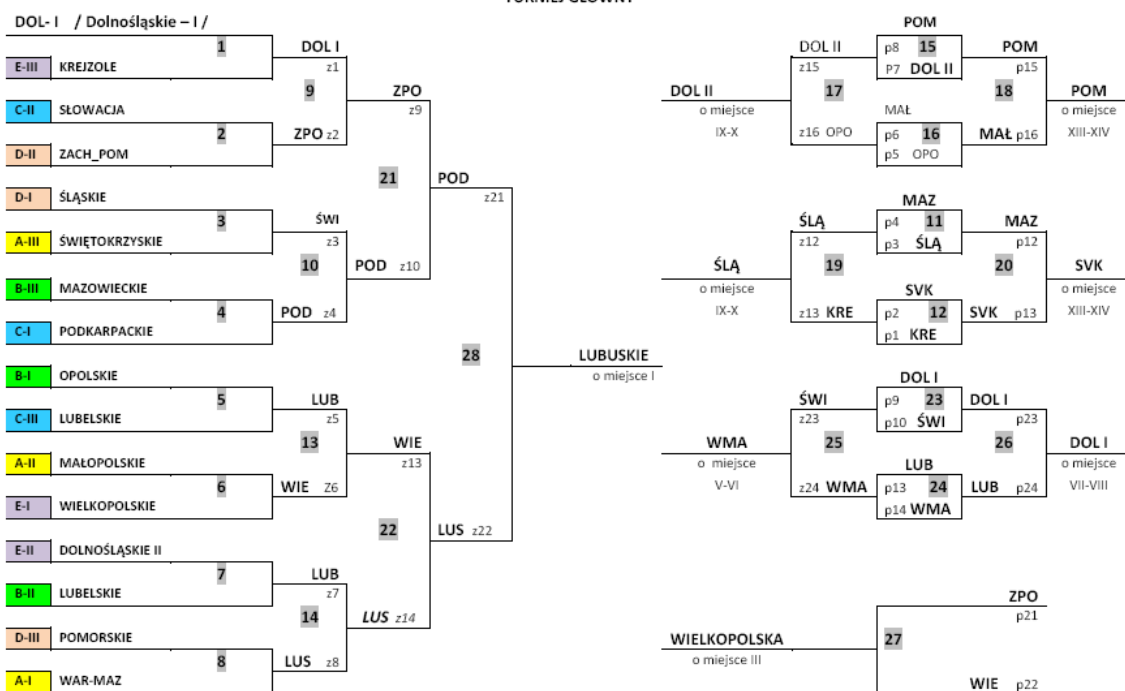 DOL- I / Dolnośląskie – I /
1
DOL I
z1
E-III KREJZOLE
9
ZPO
z9
C-II SŁOWACJA
2
ZPO z2
D-II ZACH_POM
21
POD
z21
D-I ŚLĄSKIE
3
ŚWI
z3
A-III ŚWIĘTOKRZYSKIE
10
POD z10
B-III MAZOWIECKIE
4
POD z4
C-I PODKARPACKIE
28
LUBUSKIE
o miejsce I
B-I OPOLSKIE
5
LUB
z5
C-III LUBELSKIE
13
WIE
z13
A-II MAŁOPOLSKIE
6
WIE Z6
E-I WIELKOPOLSKIE
22
LUS z22
E-II DOLNOŚLĄSKIE II
7
LUB
z7
B-II LUBELSKIE
14
LUS z14
D-III POMORSKIE
8
LUS z8
A-I WAR-MAZ
POM
DOL II
z15
p8 15
P7 DOL II
POM
p15
DOL II
o miejsce
IX-X
17
18
POM
o miejsce
XIII-XIV
MAŁ
z16 OPO
p6 16
p5 OPO
MAŁ p16
MAZ
ŚLĄ
z12
p4 11
p3 ŚLĄ
MAZ
p12
ŚLĄ
o miejsce
IX-X
19
20
SVK
o miejsce
XIII-XIV
SVK
z13 KRE
p2 12
p1 KRE
SVK p13
DOL I
ŚWI
z23
p9 23
p10 ŚWI
DOL I
p23
WMA
o miejsce
V-VI
25
26
DOL I
o miejsce
VII-VIII
LUB
z24 WMA
p13 24
p14 WMA
LUB p24
ZPO
p21
WIELKOPOLSKA
o miejsce III
27
WIE p22